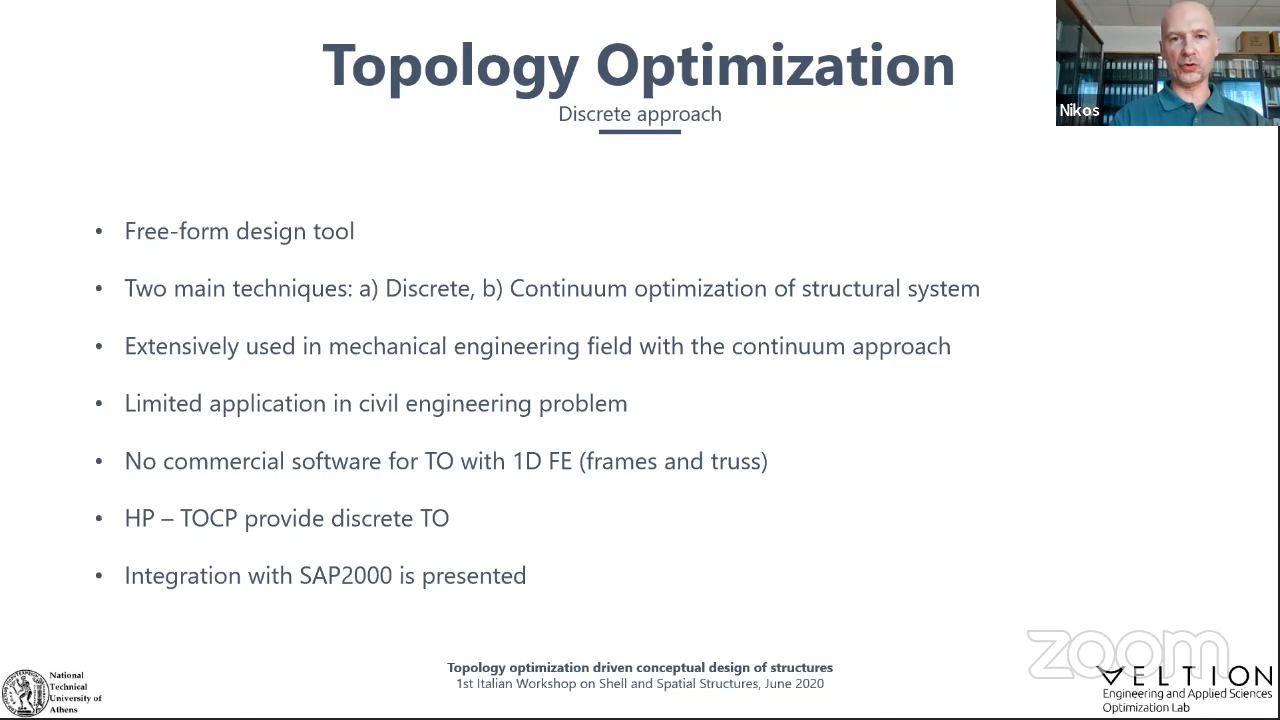 Topology Optimization
Discrete approach
Nikos
• Free-form design tool
• Two main techniques: a) Discrete, b) Continuum optimization of structural system
• Extensively used in mechanical engineering field with the continuum approach
• Limited application in civil engineering problem
• No commercial software for TO with 1D FE (frames and truss)
• HP – TOCP provide discrete TO
• Integration with SAP2000 is presented
National
Technical
University of
Athens
Topology optimization driven conceptual design of structures
1st Italian Workshop on Shell and Spatial Structures, June 2020
zoom
VELTION
Engineering and Applied Sciences
Optimization Lab